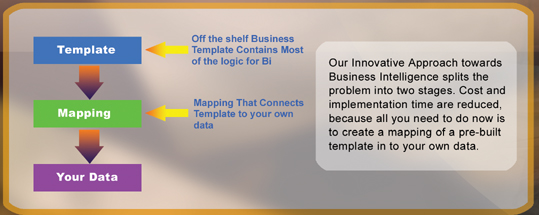 Template
Off the shelf Business
Template Contains Most
of the logic for Bi
Mapping
Mapping That Connects
Template to your own
data
Your Data
Our Innovative Approach towards
Business Intelligence splits the
problem into two stages. Cost and
implementation time are reduced,
because all you need to do now is
to create a mapping of a pre-built
template in to your own data.